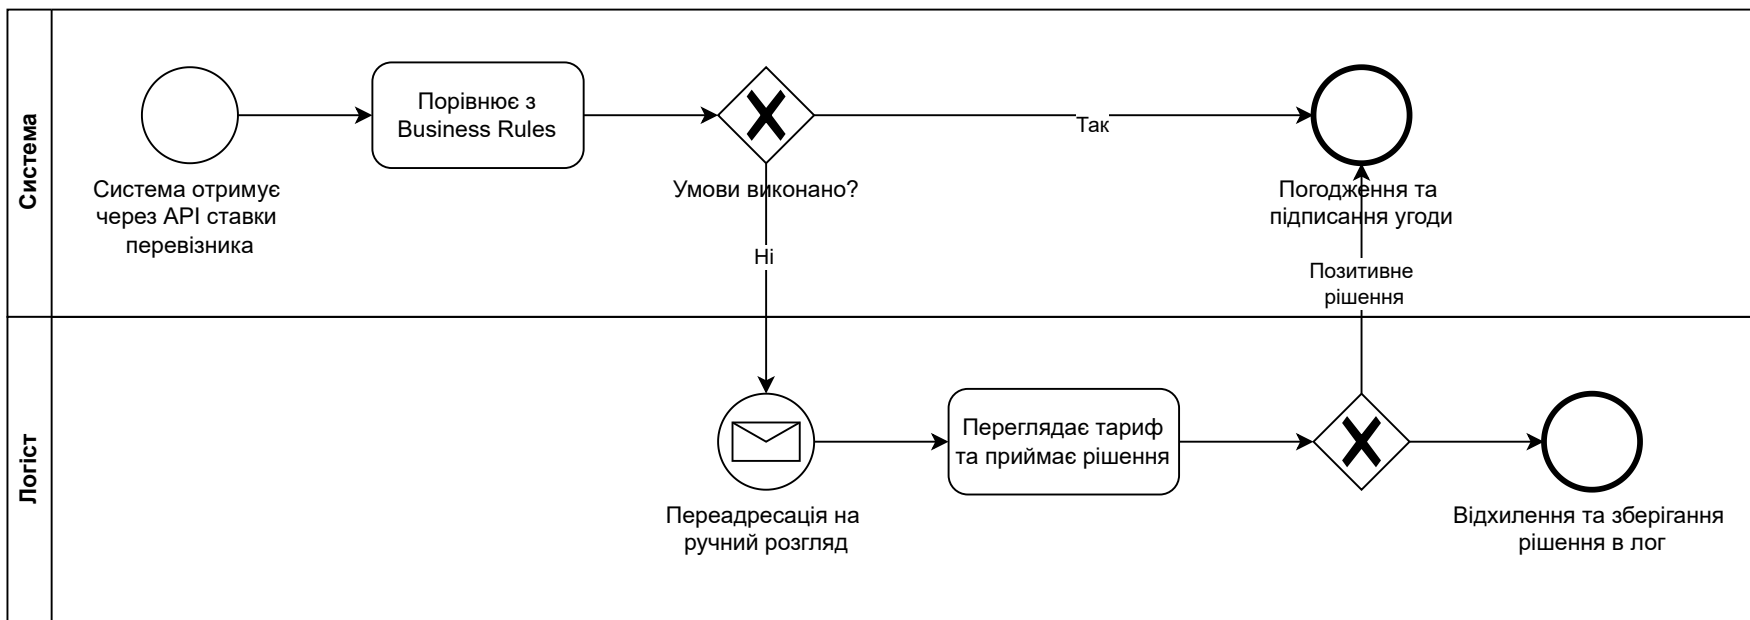 Система
Система отримує
через API ставки
перевізника
Порівнює з
Business Rules
Умови виконано?
Так
Ні
Погодження та
підписання угоди
Позитивне
рішення
Логіст
Переадресація на
ручний розгляд
Переглядає тариф
та приймає рішення
Відхилення та зберігання
рішення в лог